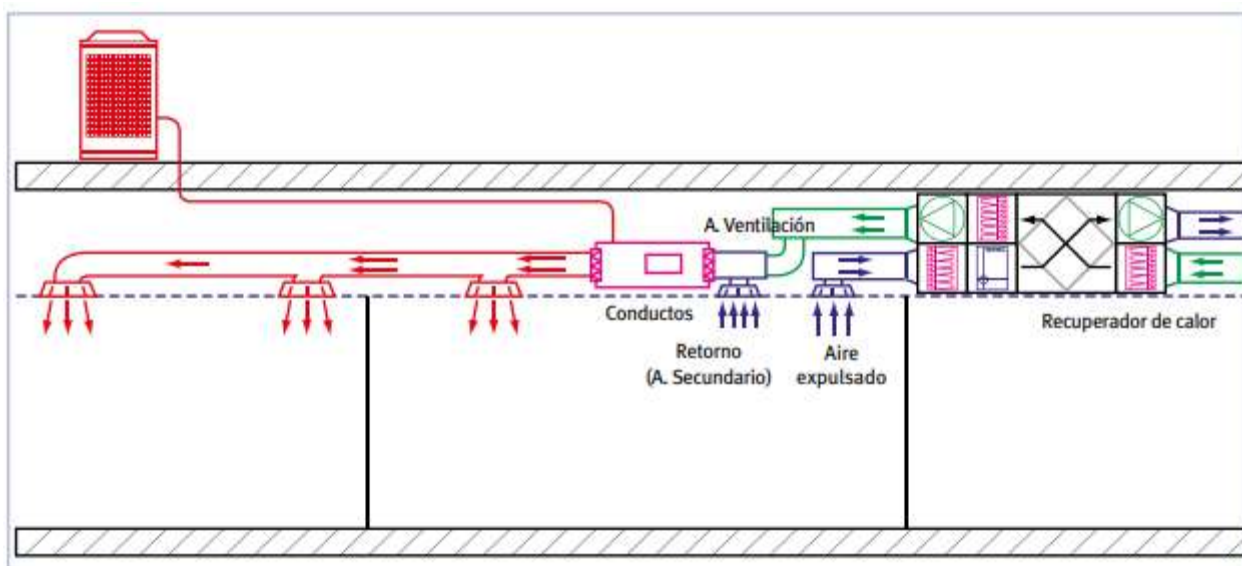 A. Ventilación
Conductos
Retorno
(A. Secundario)
Aire
expulsado
Recuperador de calor